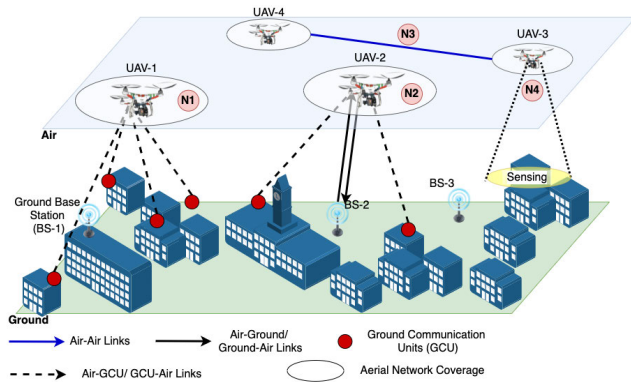 UAV-4
N3
UAV-3
UAV-1
UAV-2
N1
N2
N4
Air
Sensing
BS-3
Ground Base
Station
(BS-1)
BS-2
Ground
Air-Air Links
Air-Ground/
Ground-Air Links
Ground Communication
Units (GCU)
Air-GCU/ GCU-Air Links
Aerial Network Coverage